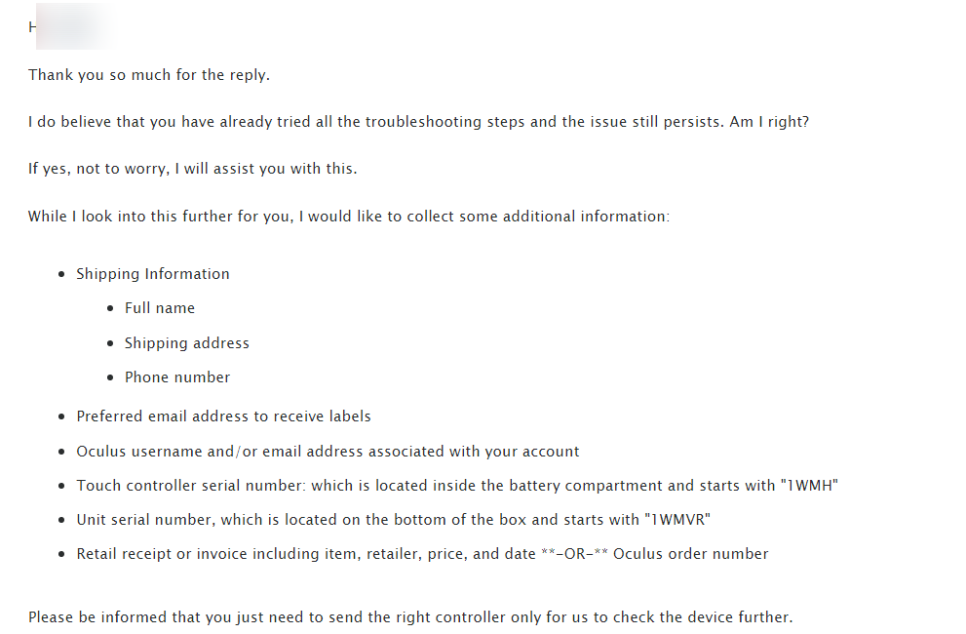 H
Thank you so much for the reply.
I do believe that you have already tried all the troubleshooting steps and the issue still persists. Am I right?
If yes, not to worry, I will assist you with this.
While I look into this further for you, I would like to collect some additional information:
• Shipping Information
• Full name
• Shipping address
• Phone number
• Preferred email address to receive labels
• Oculus username and/or email address associated with your account
• Touch controller serial number: which is located inside the battery compartment and starts with "1WMH"
• Unit serial number, which is located on the bottom of the box and starts with "1WMVR"
• Retail receipt or invoice including item, retailer, price, and date **-OR-** Oculus order number
Please be informed that you just need to send the right controller only for us to check the device further.